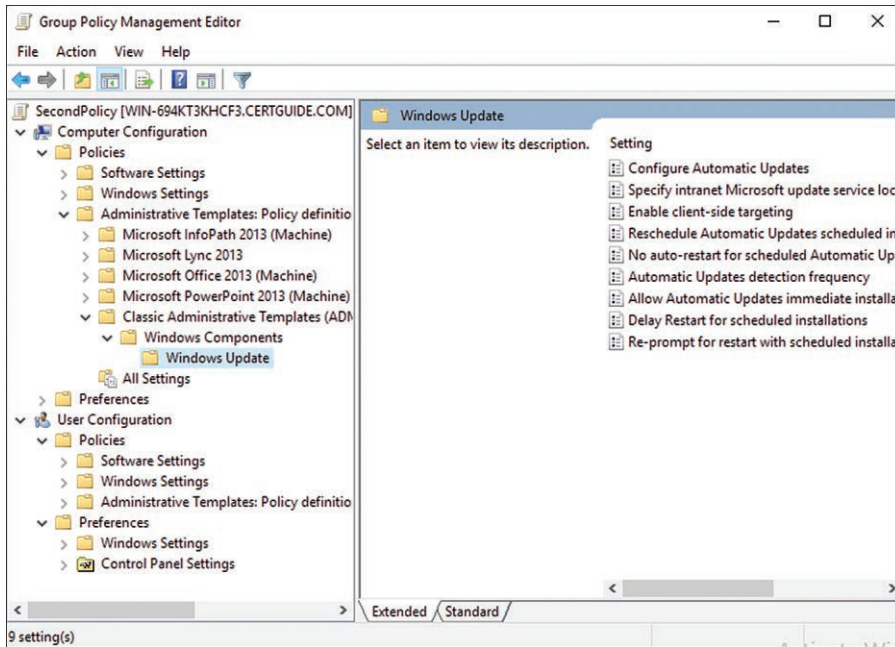 Group Policy Management Editor
File Action View Help
SecondPolicy [WIN-694KT3KHCF3.CERTGUIDE.COM]
Computer Configuration
Policies
Software Settings
Windows Settings
Administrative Templates: Policy definitio
Microsoft InfoPath 2013 (Machine)
Microsoft Lync 2013
Microsoft Office 2013 (Machine)
Microsoft PowerPoint 2013 (Machine)
Classic Administrative Templates (ADM
Windows Components
Windows Update
All Settings
Preferences
User Configuration
Policies
Software Settings
Windows Settings
Administrative Templates: Policy definitio
Preferences
Windows Settings
Control Panel Settings
Windows Update
Select an item to view its description.
Setting
Configure Automatic Updates
Specify intranet Microsoft update service loc
Enable client-side targeting
Reschedule Automatic Updates scheduled in
No auto-restart for scheduled Automatic Up
Automatic Updates detection frequency
Allow Automatic Updates immediate installa
Delay Restart for scheduled installations
Re-prompt for restart with scheduled installa
Extended Standard
9 setting(s)